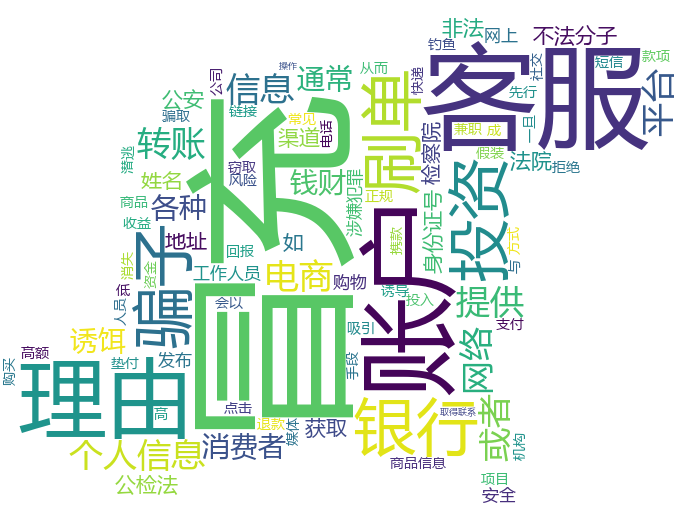 冒充
客服
账户
理由
银行
投资
骗子
刷单
转账
信息
通常
公安
骗取
公司
操作
链接
常见
渠道
电话
从而
快递
钓鱼
非法
网上
不法分子
社交
短信
款项
平台
先行
一旦
兼职 成
假装
法院
拒绝
检察院
潜逃
姓名
窃取
风险
钱财
涉嫌犯罪
正规
身份证号
商品
各种
收益
地址
回报
如
携款
与
方式
消失
资金
工作人员
电商
购物
诱导
投入
提供
支付
人员
会以
吸引
网络
诱饵
发布
高额
垫付
购买
手段
高
点击
退款
媒体
获取
取得联系
或者
机构
个人信息
消费者
商品信息
公检法
项目
安全